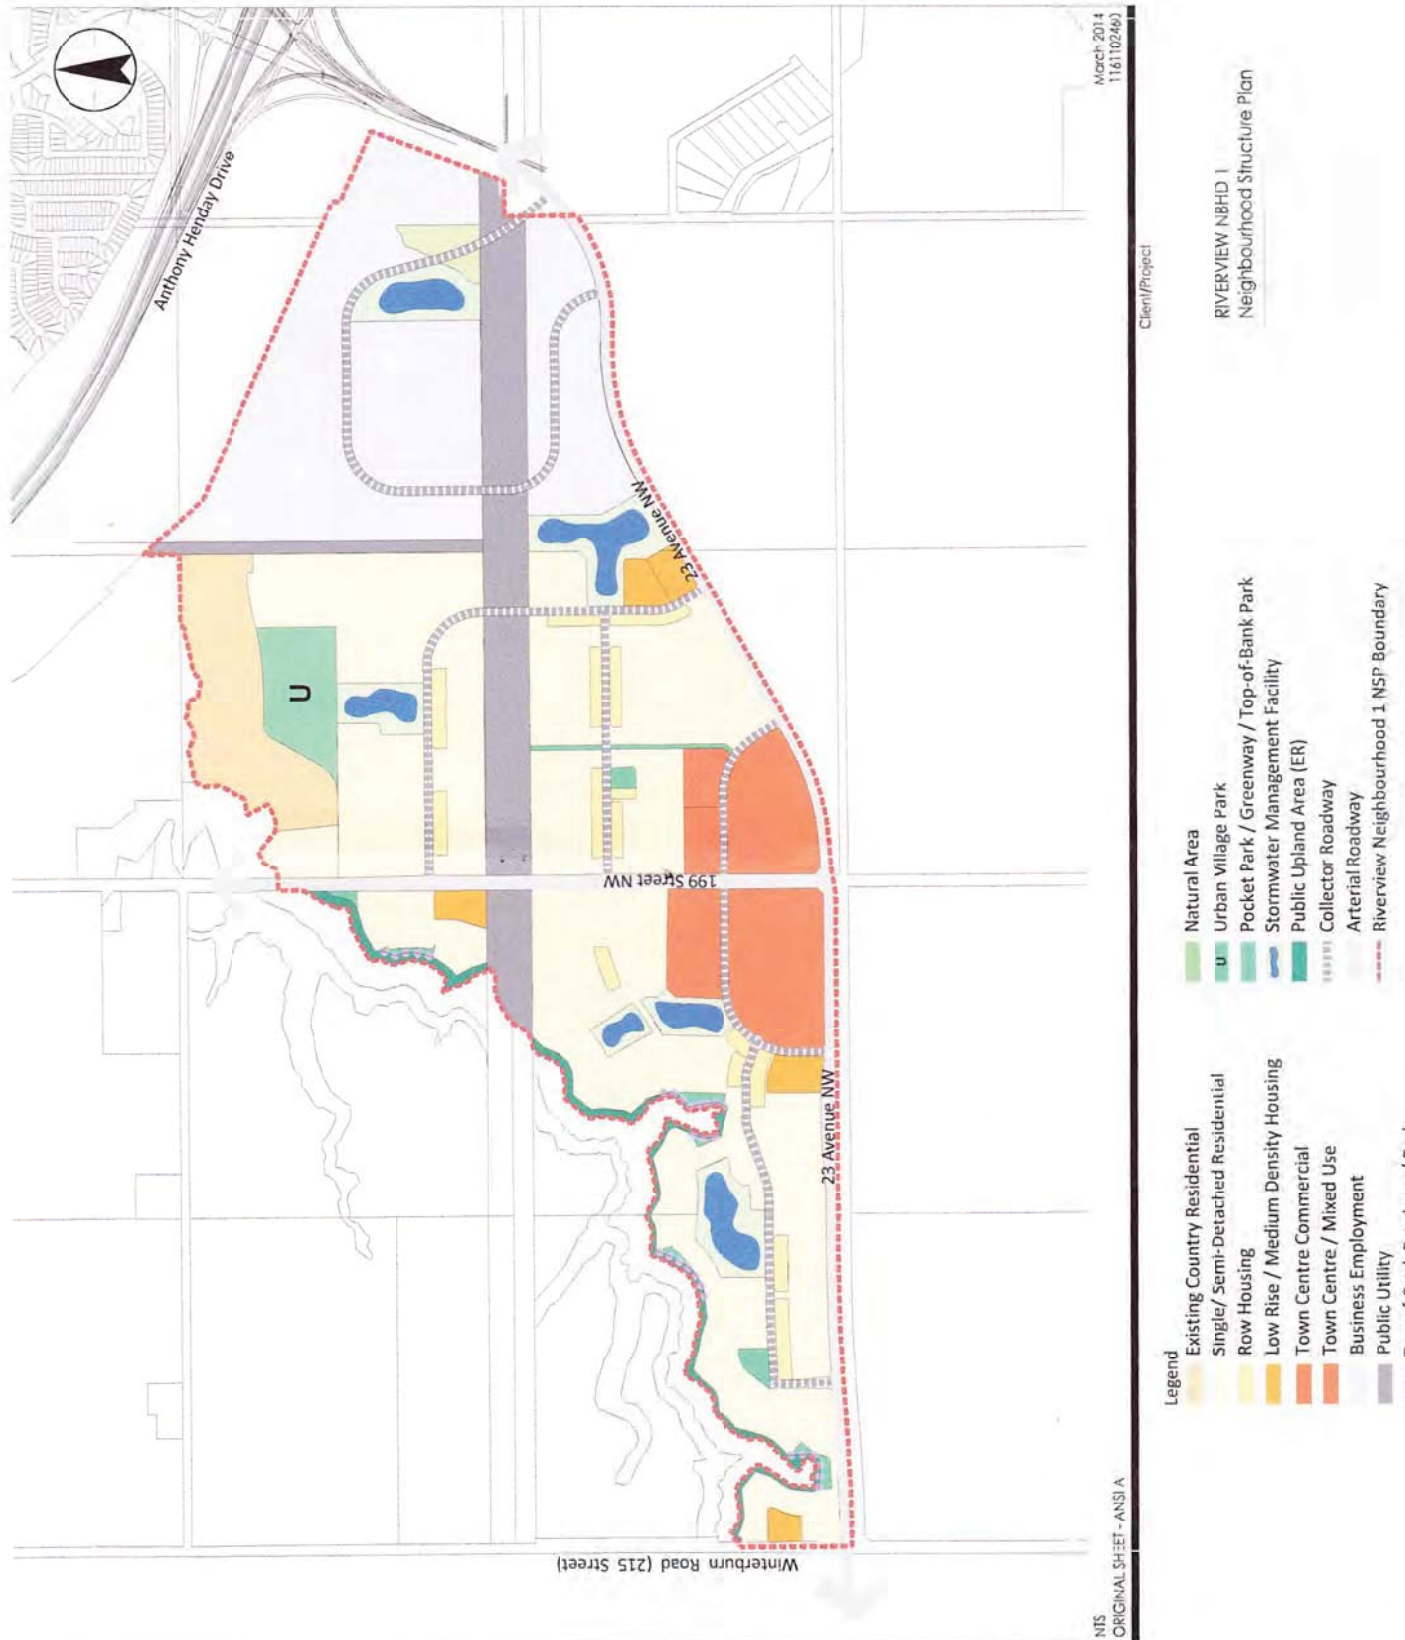 Anthony Henday Drive
U
23 Avenue NW
199 Street NW
23 Avenue NW
Winterburn Road (215 Street)
NTS
ORIGINAL SHEET - ANSI A
March 2014
Client/Project
RIVERVIEW NBHD 1
Neighbourhood Structure Plan
Legend
Existing Country Residential
Single/ Semi-Detached Residential
Row Housing
Low Rise / Medium Density Housing
Town Centre Commercial
Town Centre / Mixed Use
Business Employment
Public Utility
Natural Area
U Urban Village Park
Pocket Park / Greenway / Top-of-Bank Park
Stormwater Management Facility
Public Upland Area (ER)
Collector Roadway
Arterial Roadway
Riverview Neighbourhood 1 NSP Boundary